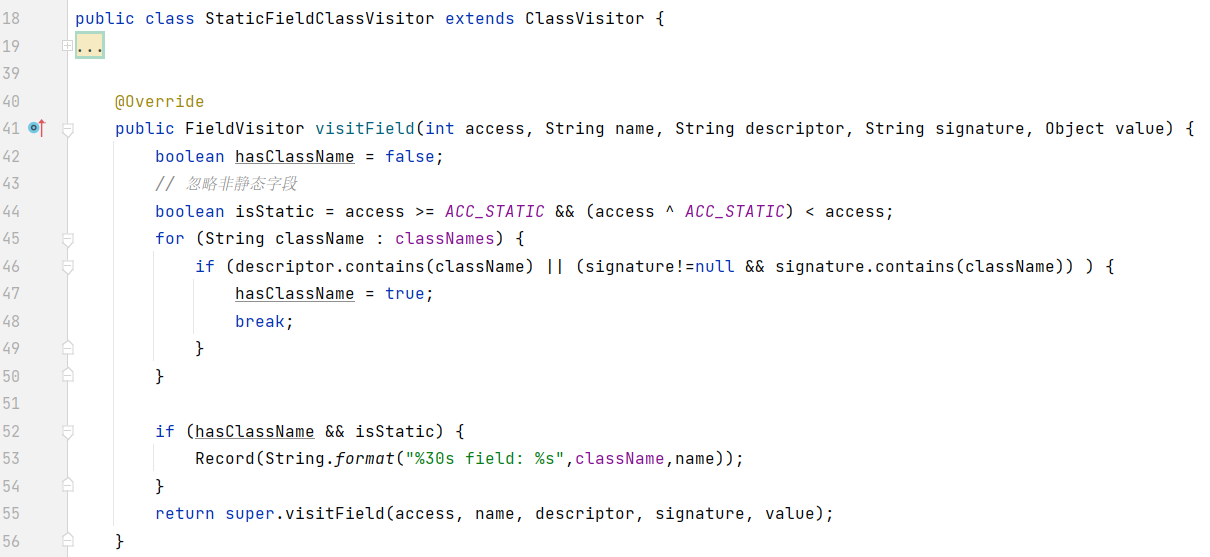 18 public class StaticFieldClassVisitor extends ClassVisitor {
19 ...
39
40 @Override
41 public FieldVisitor visitField(int access, String name, String descriptor, String signature, Object value) {
42 boolean hasClassName = false;
43 // 忽略非静态字段
44 boolean isStatic = access >= ACC_STATIC && (access ^ ACC_STATIC) < access;
45 for (String className : classNames) {
46 if (descriptor.contains(className) || (signature!=null && signature.contains(className)) ) {
47 hasClassName = true;
48 break;
49 }
50 }
51
52 if (hasClassName && isStatic) {
53 Record(String.format("%30s field: %s",className,name));
54 }
55 return super.visitField(access, name, descriptor, signature, value);
56 }